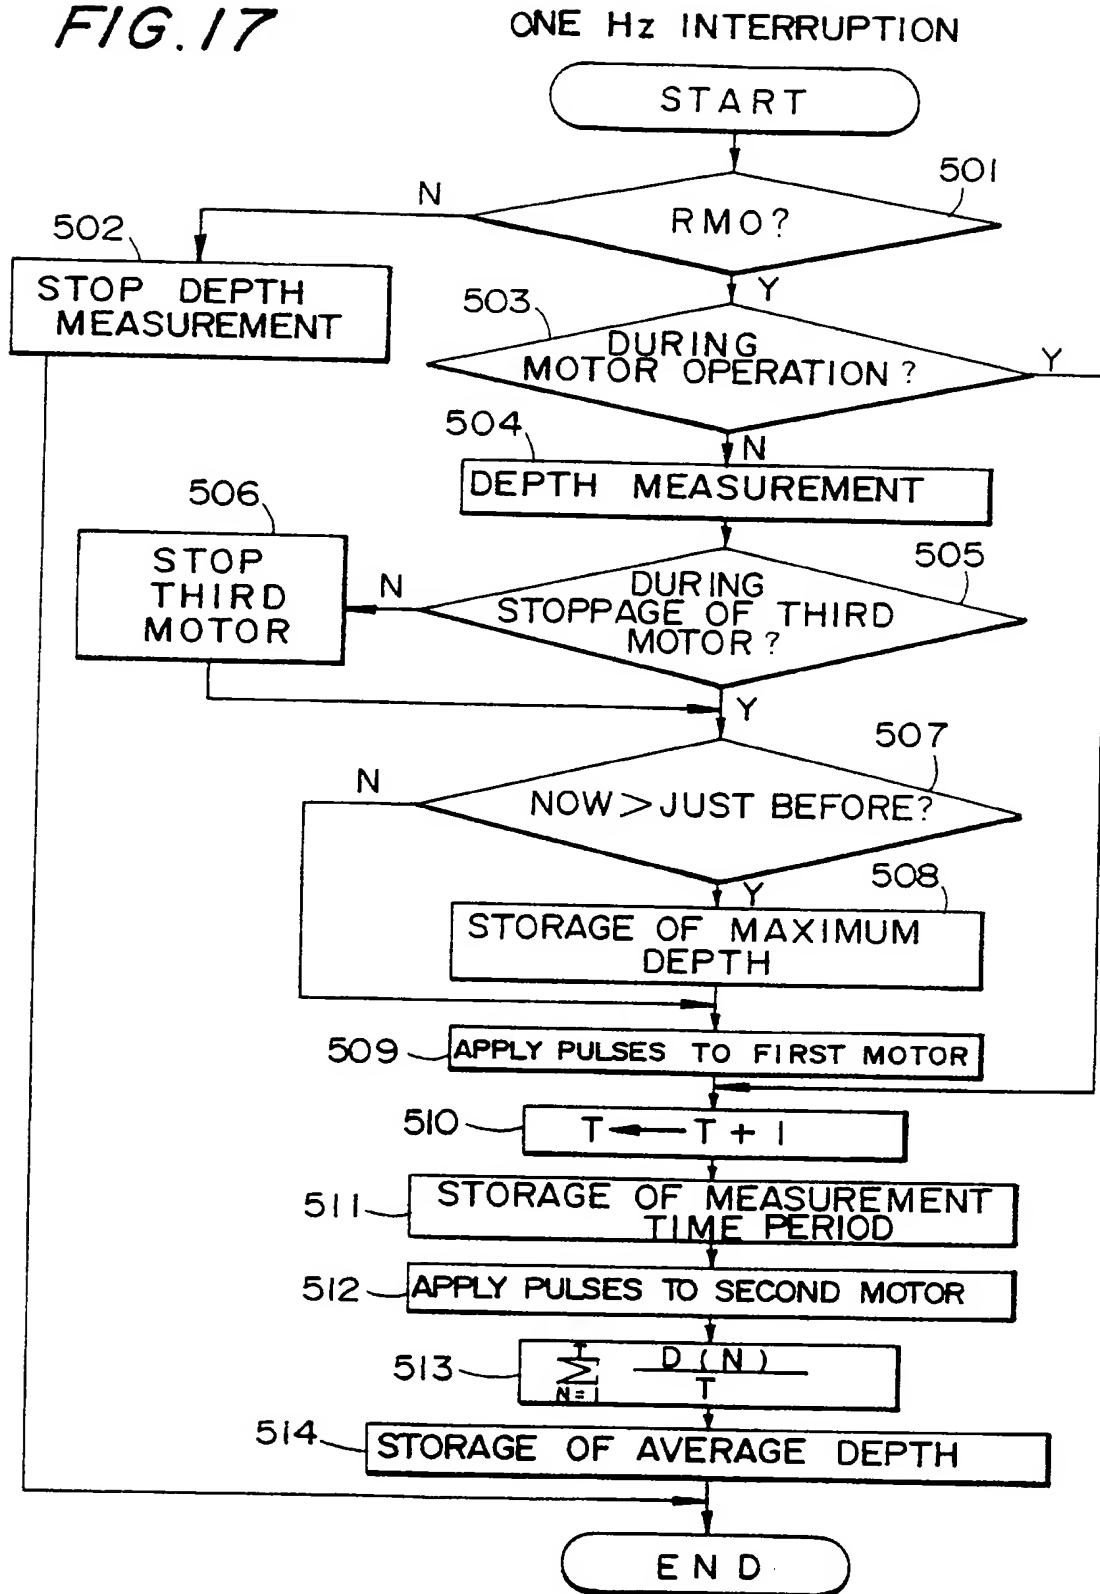 FIG. 17
ONE Hz INTERRUPTION
START
501
N
RMO?
502
STOP DEPTH
MEASUREMENT
Y
503
DURING
MOTOR OPERATION?
Y
504
N
DEPTH MEASUREMENT
506
STOP
THIRD
MOTOR
N
505
DURING
STOPPAGE OF THIRD
MOTOR?
Y
507
N
NOW > JUST BEFORE?
Y
508
STORAGE OF MAXIMUM
DEPTH
509
APPLY PULSES TO FIRST MOTOR
510
T ← T + 1
511
STORAGE OF MEASUREMENT
TIME PERIOD
512
APPLY PULSES TO SECOND MOTOR
513
T
Σ D(N)
N=1 T
514
STORAGE OF AVERAGE DEPTH
END